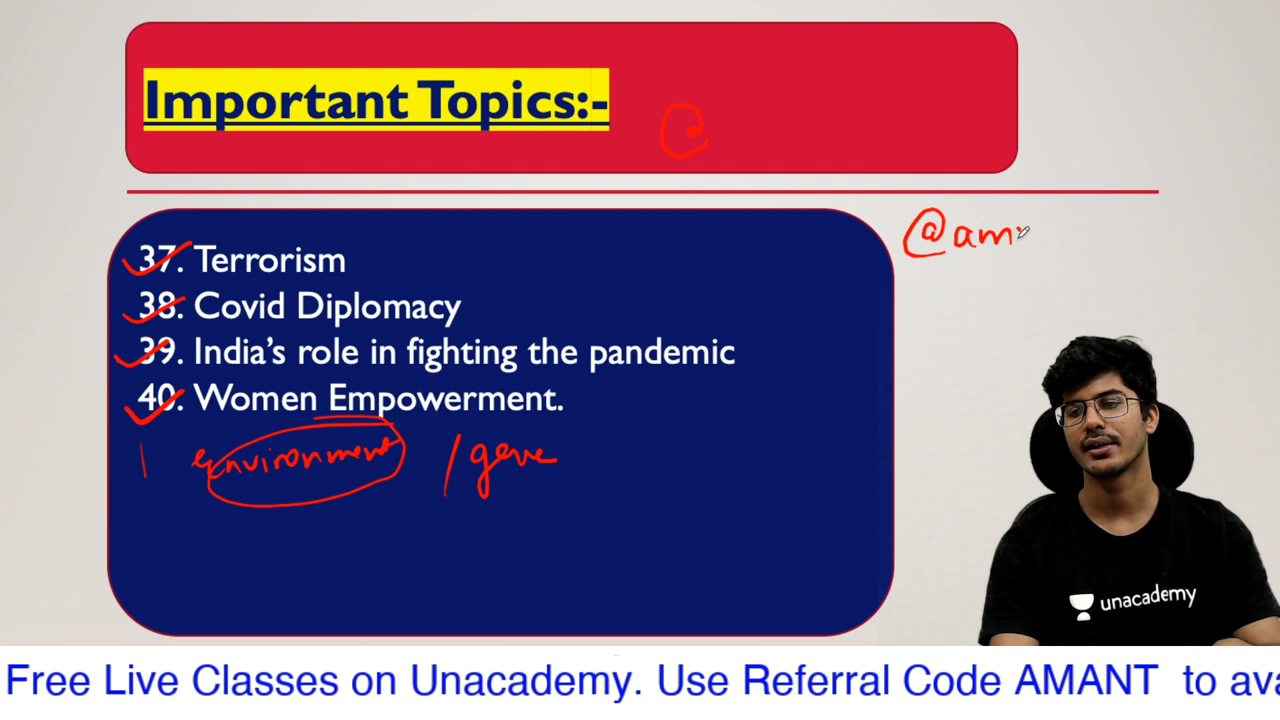 Important Topics:-
@am
37. Terrorism
38. Covid Diplomacy
39. India's role in fighting the pandemic
40. Women Empowerment.
environment / gene
unacademy
Free Live Classes on Unacademy. Use Referral Code AMANT to ava